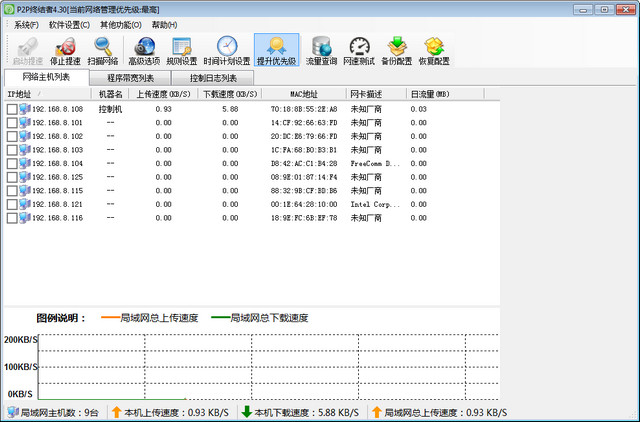 P2P终结者4.30[当前网络管理优先级:最高]
系统(F) 软件设置(C) 其他功能(O) 帮助(H)
启动提速 停止提速 扫描网络 高级选项 规则设置 时间计划设置 提升优先级 流量查询 网速测试 备份配置 恢复配置
网络主机列表 程序带宽列表 控制日志列表
IP地址 / 机器名 上传速度(KB/S) 下载速度(KB/S) MAC地址 网卡描述 日流量(MB)
192.168.8.108 控制机 0.93 5.88 70:18:8B:55:2E:A8 未知厂商 0.03
192.168.8.101 -- 0.00 0.00 14:CF:92:66:63:FD 未知厂商 0.00
192.168.8.102 -- 0.00 0.00 20:DC:E6:79:66:FD 未知厂商 0.00
192.168.8.103 -- 0.00 0.00 1C:FA:68:B0:B3:B1 未知厂商 0.00
192.168.8.104 -- 0.00 0.00 D8:42:AC:C1:B4:28 FreeComm D... 0.00
192.168.8.125 -- 0.00 0.00 08:9E:01:87:14:F4 未知厂商 0.00
192.168.8.115 -- 0.00 0.00 88:32:9B:CF:BD:B6 未知厂商 0.00
192.168.8.121 -- 0.00 0.00 00:1E:64:28:10:00 Intel Corp... 0.00
192.168.8.116 -- 0.00 0.00 18:9E:FC:6B:EF:78 未知厂商 0.00
图例说明： 局域网总上传速度 局域网总下载速度
200KB/S
100KB/S
0KB/S
局域网主机数：9台 本机上传速度：0.93 KB/S 本机下载速度：5.88 KB/S 局域网总上传速度：0.93 KB/S